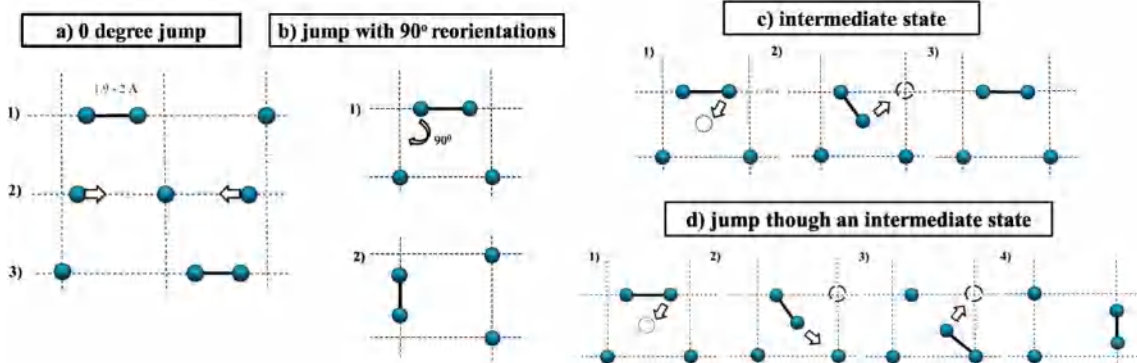 a) 0 degree jump
b) jump with 90° reorientations
c) intermediate state
1)
2)
3)
1.9 - 2 Å
1)
2)
3)
1)
90⁰
2)
d) jump though an intermediate state
1)
2)
3)
4)